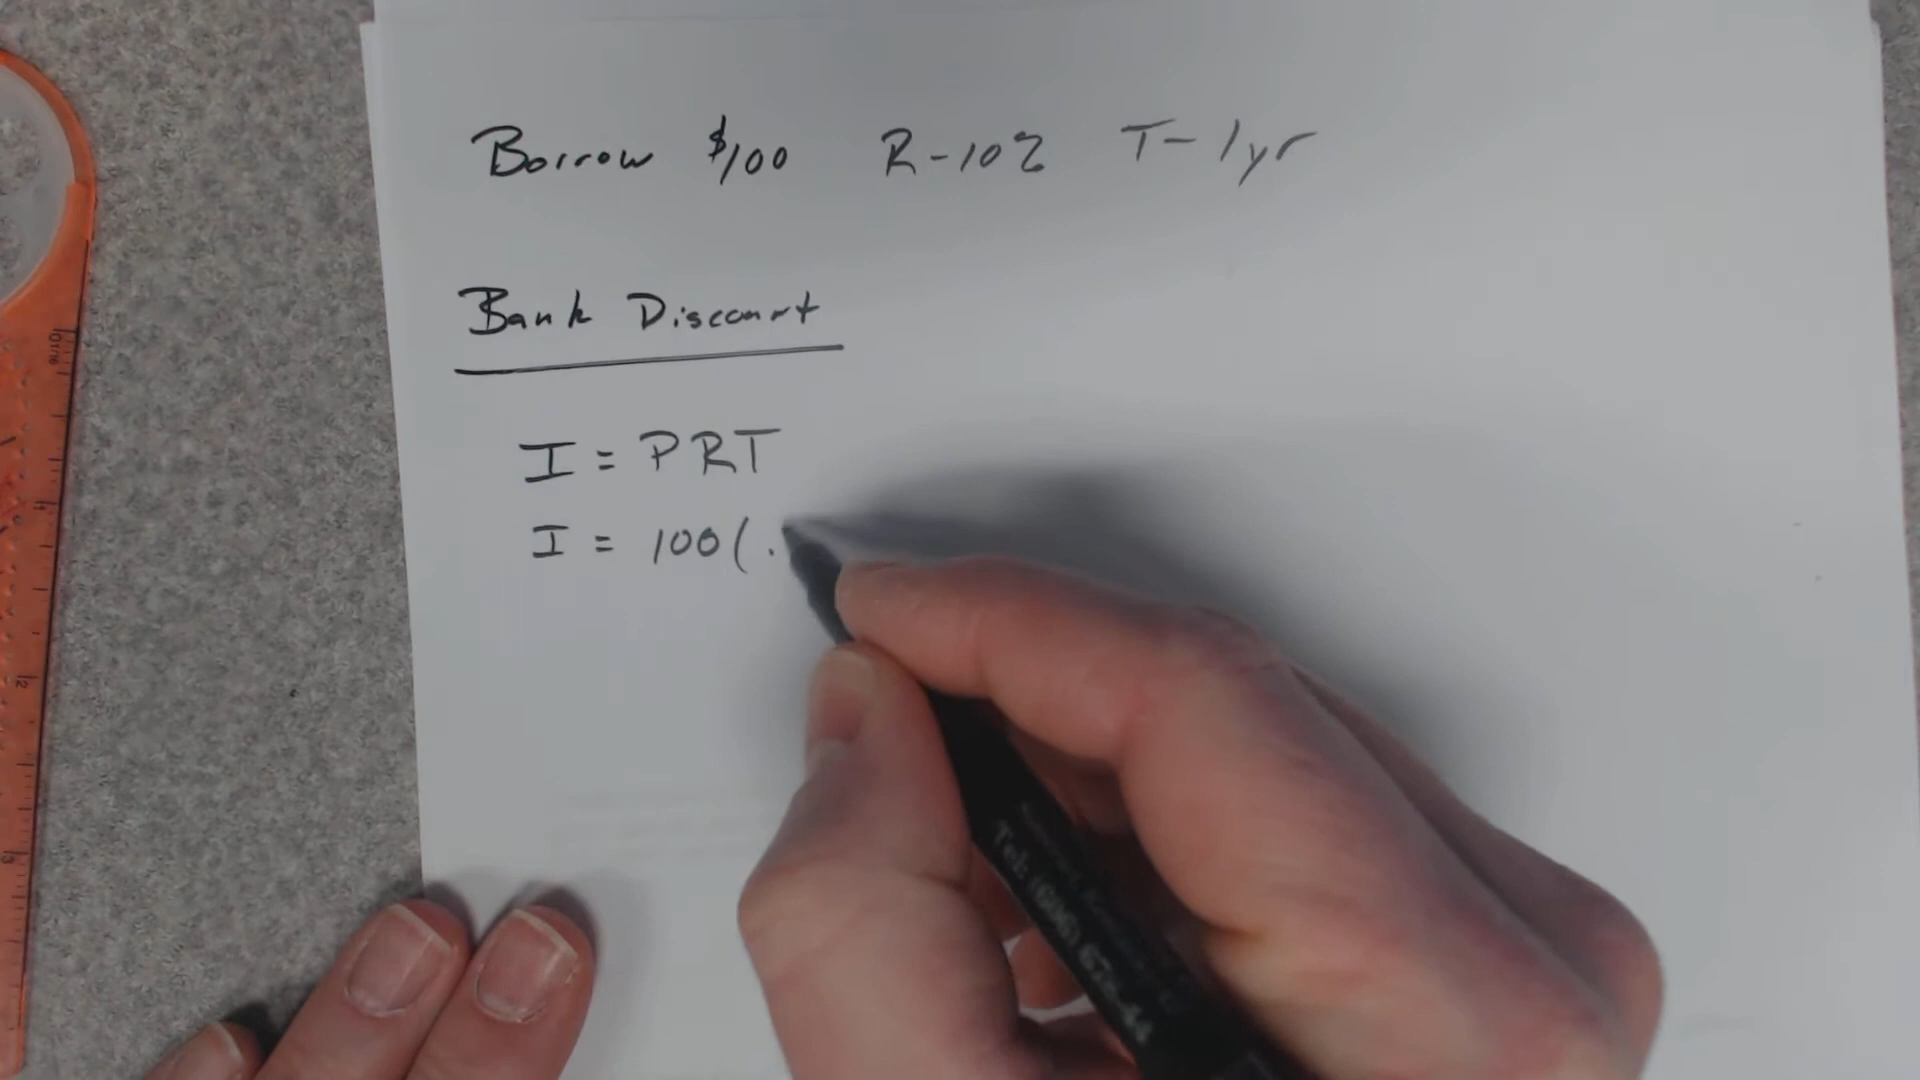 Borrow $100 R-10% T-1yr
Bank Discount
I = PRT
I = 100(.